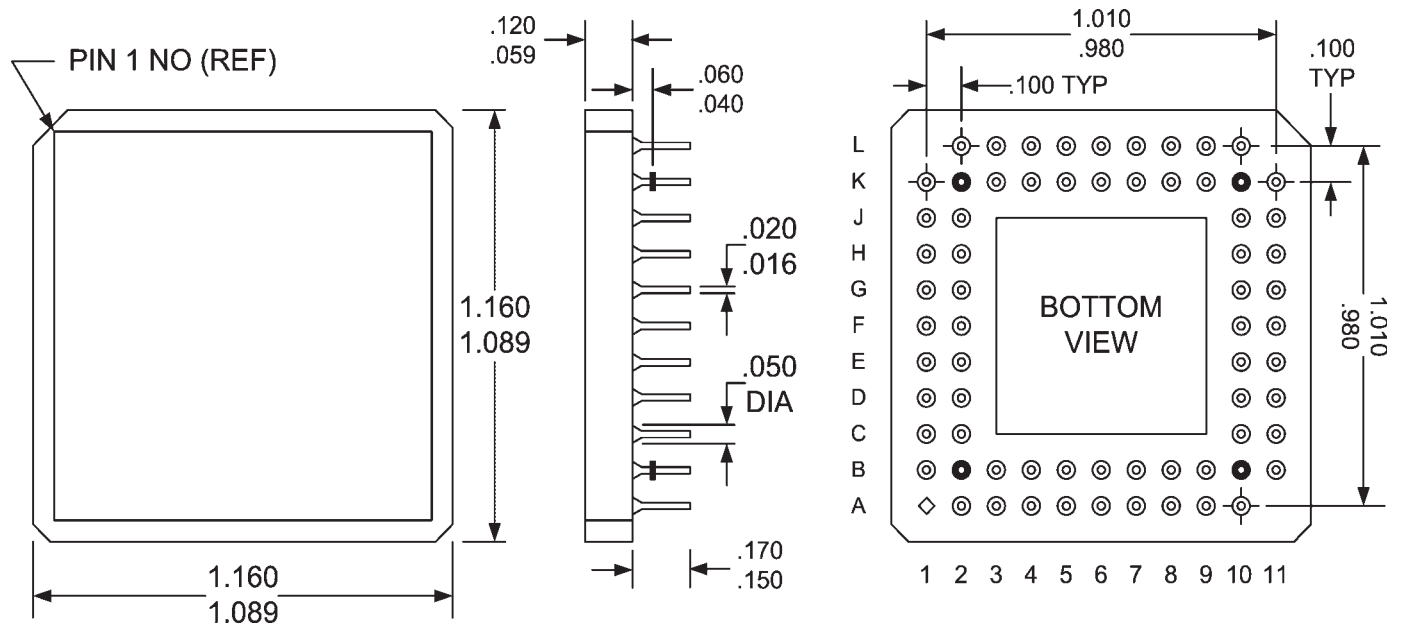 PIN 1 NO (REF)
1.160
1.089
1.160
1.089
.120
.059
.060
.040
.020
.016
.050
DIA
.170
.150
1.010
.980
.100 TYP
.100
TYP
L
K
J
H
G
F
E
D
C
B
A
BOTTOM
VIEW
1.010
.980
1 2 3 4 5 6 7 8 9 10 11